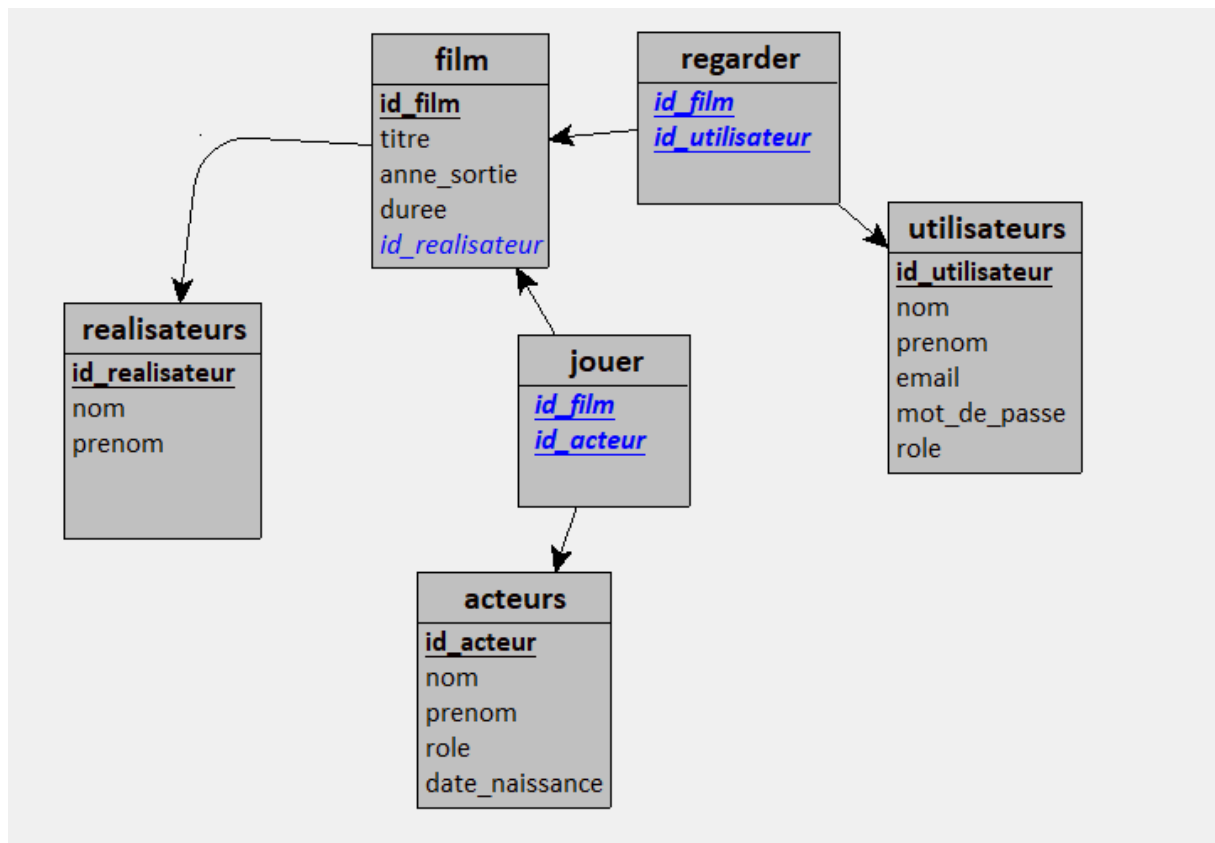 film
id_film
titre
anne_sortie
duree
id_realisateur
regarder
id_film
id_utilisateur
utilisateurs
id_utilisateur
nom
prenom
email
mot_de_passe
role
realisateurs
id_realisateur
nom
prenom
jouer
id_film
id_acteur
acteurs
id_acteur
nom
prenom
role
date_naissance